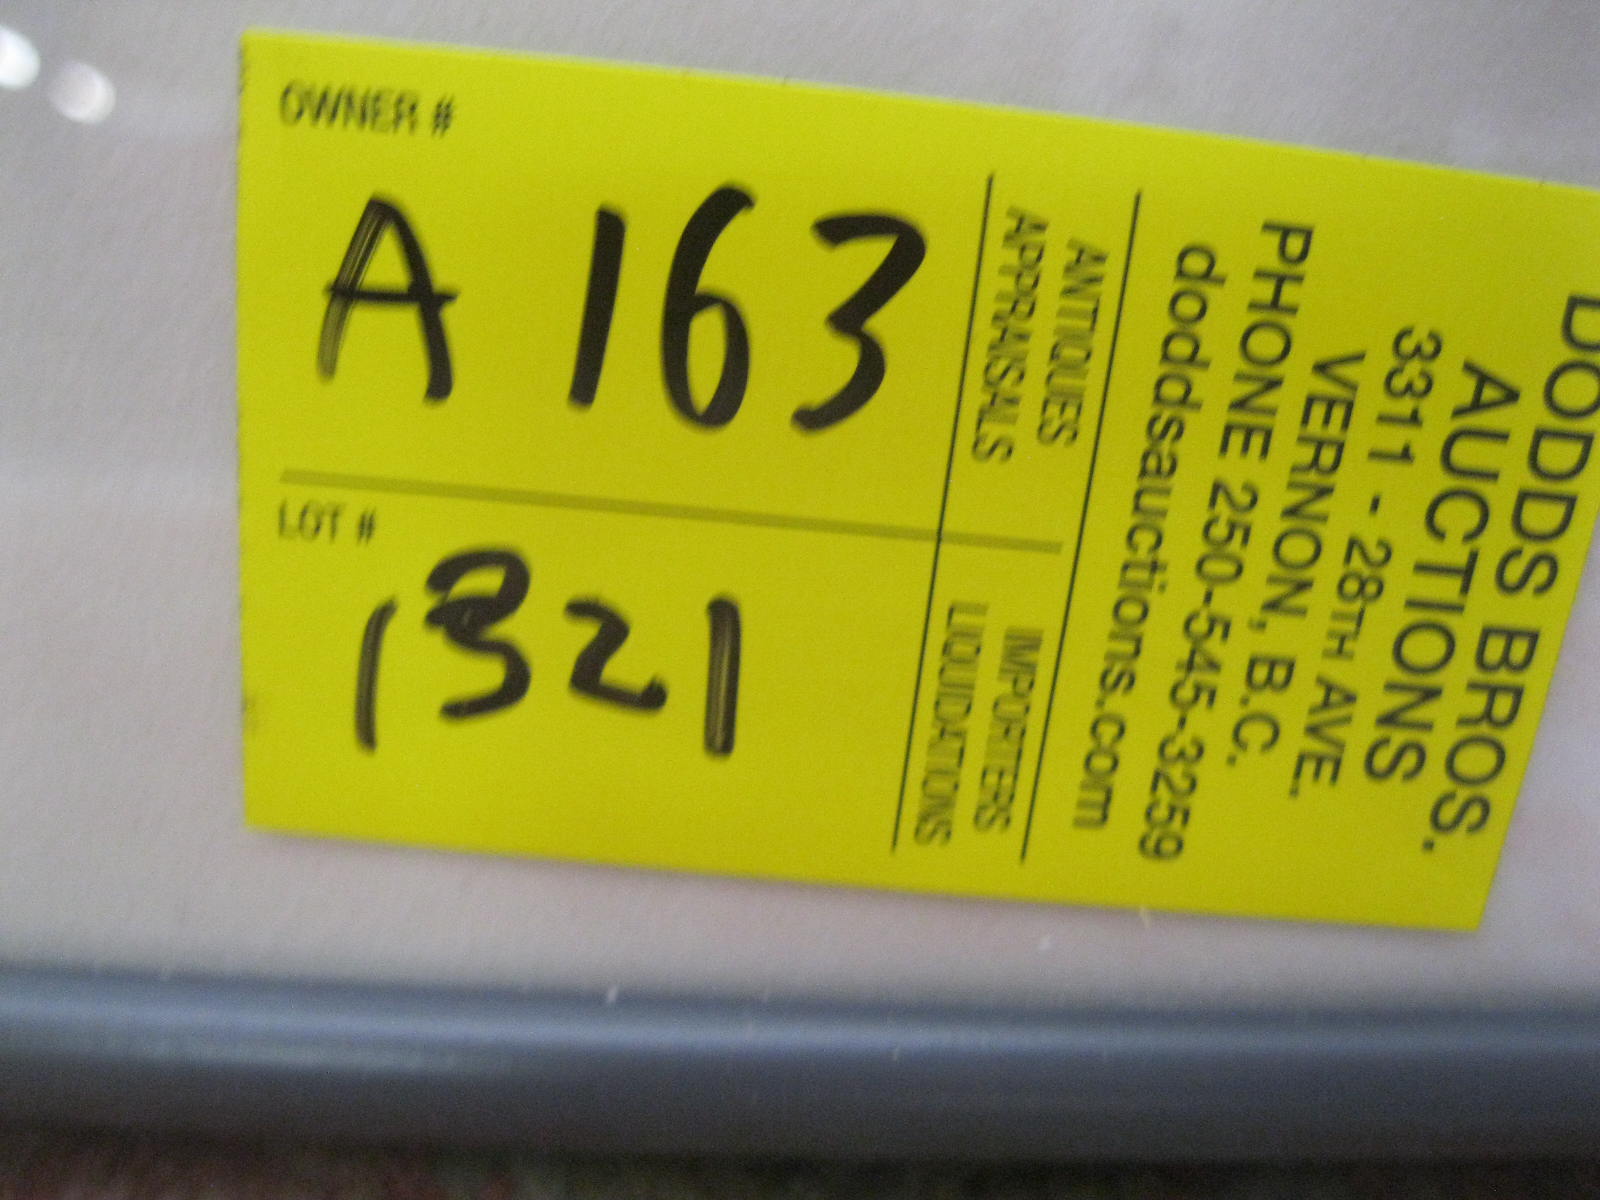 OWNER #
A 163
LOT #
1321
ANTIQUES
APPRAISALS
IMPORTERS
LIQUIDATIONS
DODDS BROS.
AUCTIONS
3311 - 28TH AVE.
VERNON, B.C.
PHONE 250-545-3259
doddsauctions.com